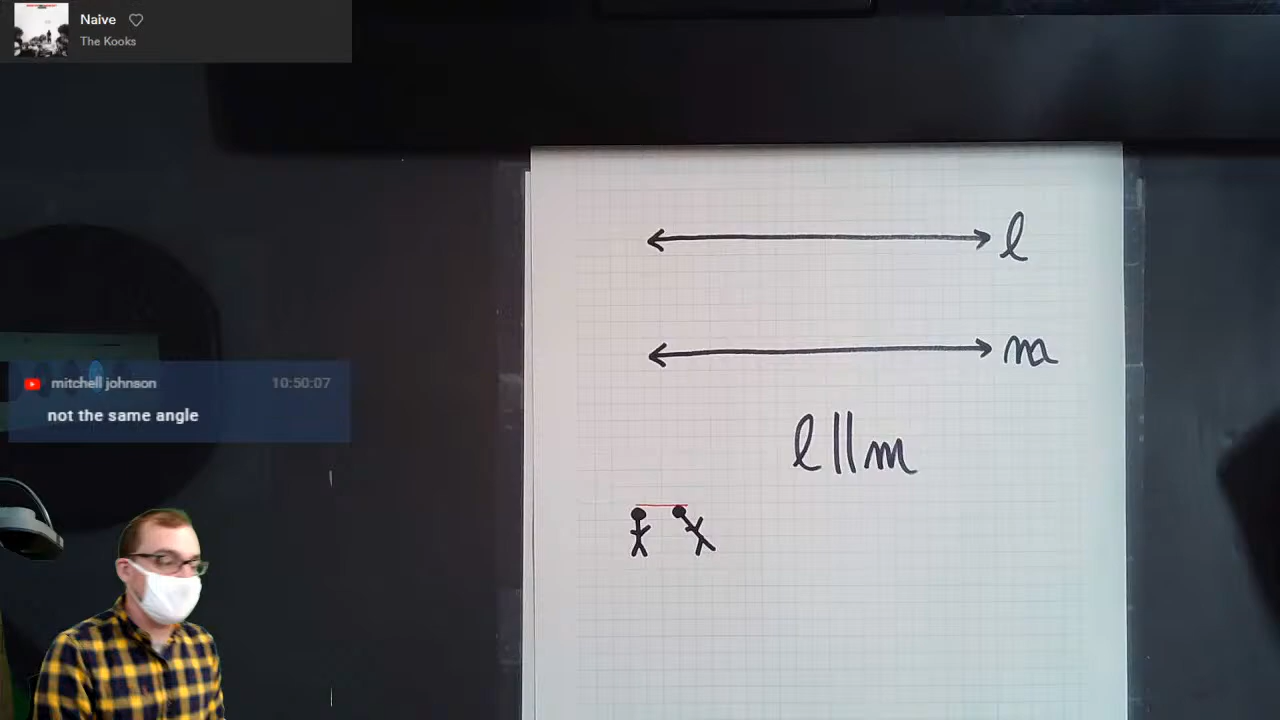 Naive
The Kooks
l
m
mitchell johnson 10:50:07
not the same angle
l || m